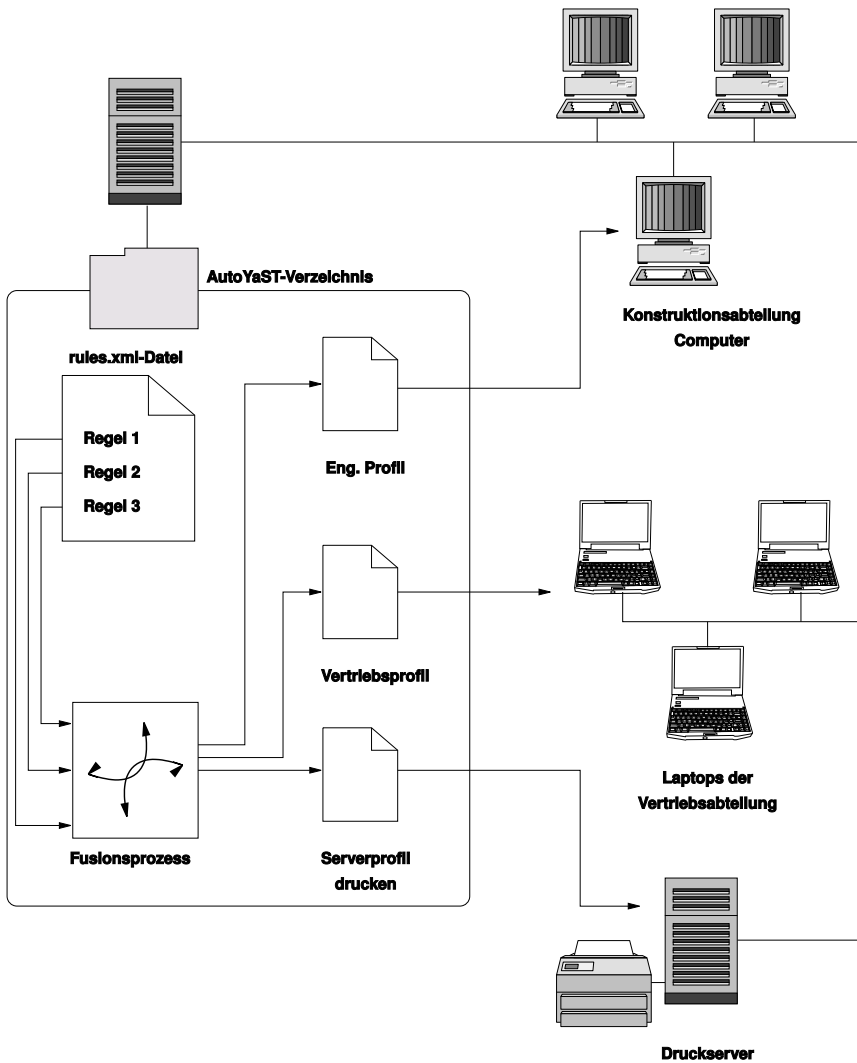 AutoYaST-Verzeichnis
Konstruktionsabteilung
Computer
rules.xml-Datei
Regel 1
Regel 2
Regel 3
Eng. Profil
Vertriebsprofil
Laptops der
Vertriebsabteilung
Fusionsprozess
Serverprofil
drucken
Druckserver